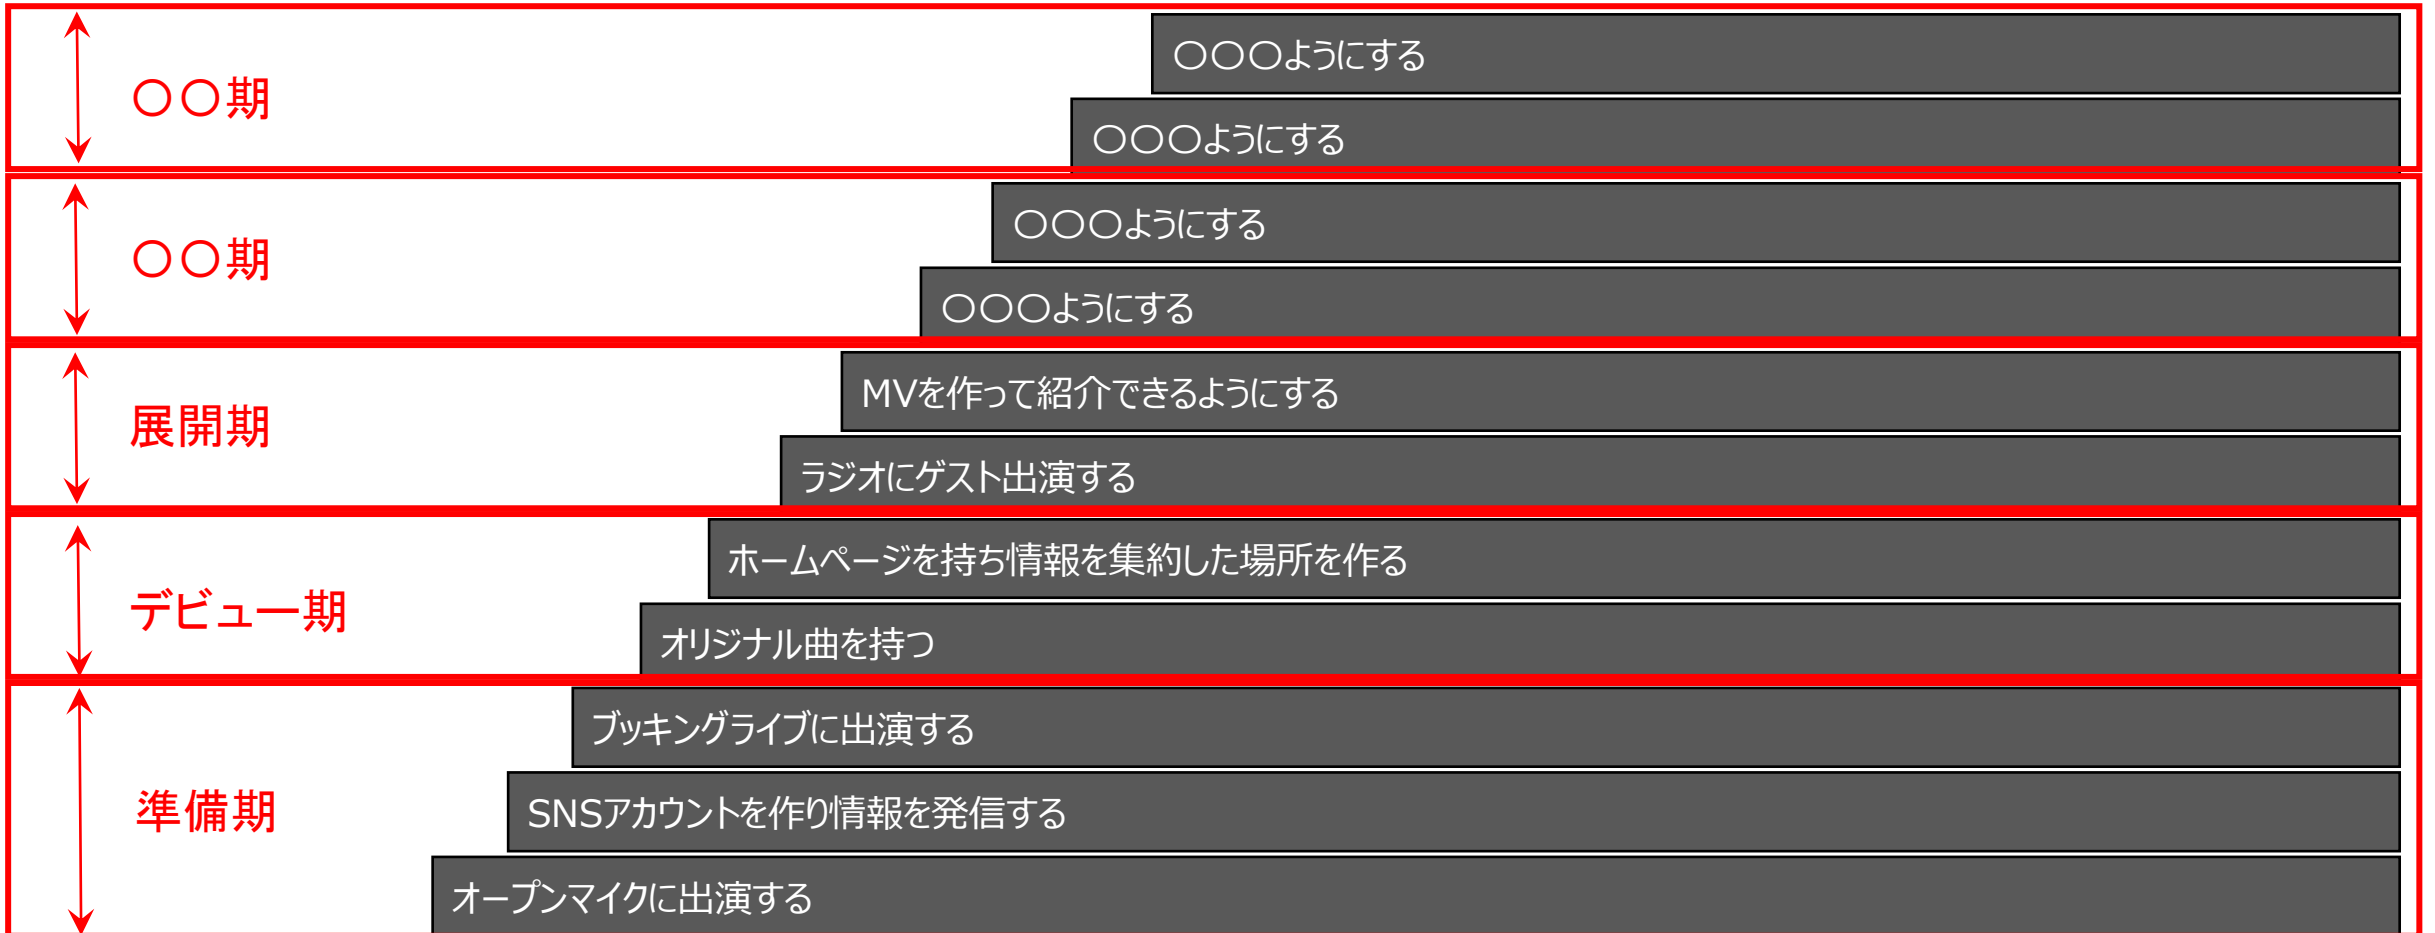 〇〇〇ようにする
〇〇期
〇〇〇ようにする
〇〇〇ようにする
〇〇期
〇〇〇ようにする
MVを作って紹介できるようにする
展開期
ラジオにゲスト出演する
ホームページを持ち情報を集約した場所を作る
デビュー期
オリジナル曲を持つ
ブッキングライブに出演する
準備期
SNSアカウントを作り情報を発信する
オープンマイクに出演する